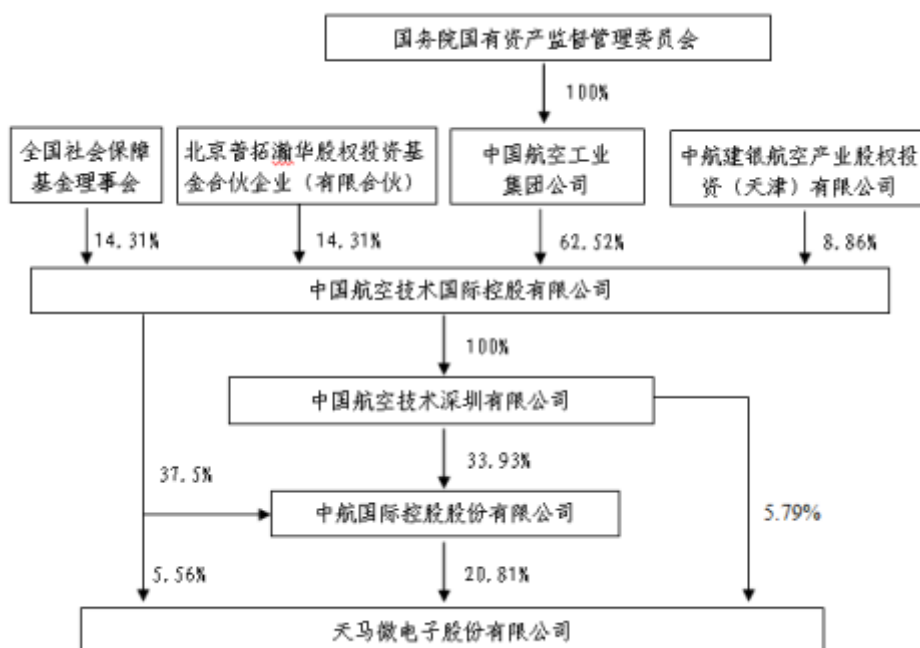 国务院国有资产监督管理委员会
100%
全国社会保障
基金理事会
北京普拓瀚华股权投资基
金合伙企业（有限合伙）
中国航空工业
集团公司
中航建银航空产业股权投
资（天津）有限公司
14.31%
14.31%
62.52%
8.86%
中国航空技术国际控股有限公司
100%
中国航空技术深圳有限公司
37.5%
33.93%
中航国际控股股份有限公司
5.79%
5.56%
20.81%
天马微电子股份有限公司